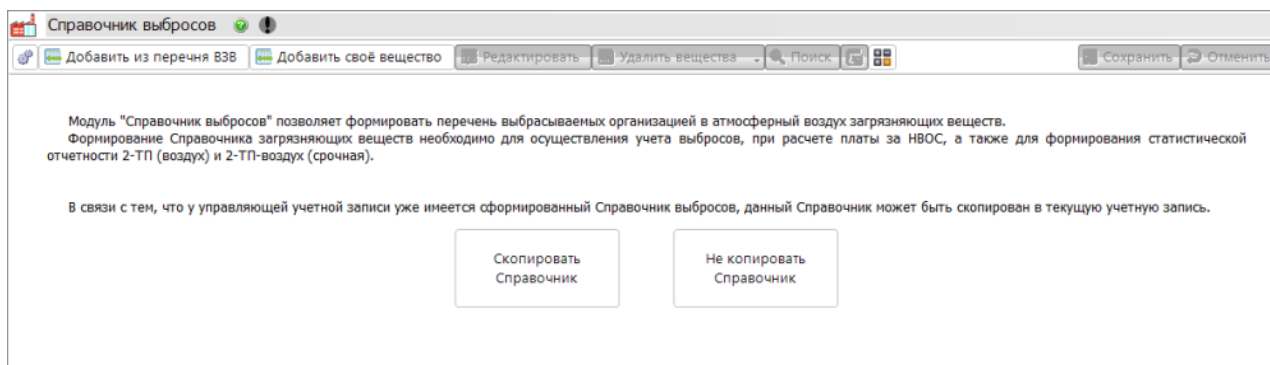 Справочник выбросов
Добавить из перечня ВЗВ Добавить своё вещество Редактировать Удалить вещества Поиск Сохранить Отменить
Модуль "Справочник выбросов" позволяет формировать перечень выбрасываемых организацией в атмосферный воздух загрязняющих веществ.
Формирование Справочника загрязняющих веществ необходимо для осуществления учета выбросов, при расчете платы за НВОС, а также для формирования статистической
отчетности 2-ТП (воздух) и 2-ТП-воздух (срочная).
В связи с тем, что у управляющей учетной записи уже имеется сформированный Справочник выбросов, данный Справочник может быть скопирован в текущую учетную запись.
Скопировать
Справочник
Не копировать
Справочник